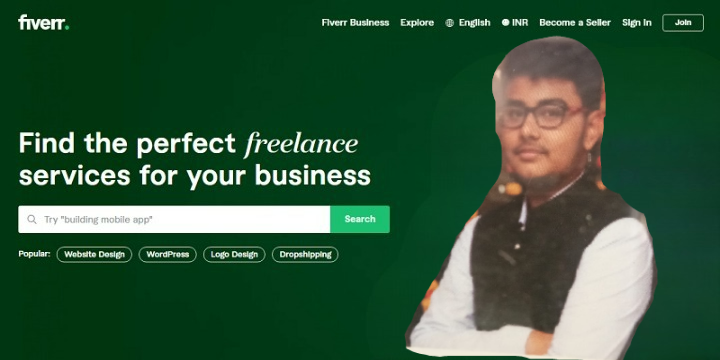 fiverr.
Fiverr Business Explore English INR Become a Seller Sign In Join
Find the perfect freelance
services for your business
Try "building mobile app" Search
Popular: Website Design WordPress Logo Design Dropshipping